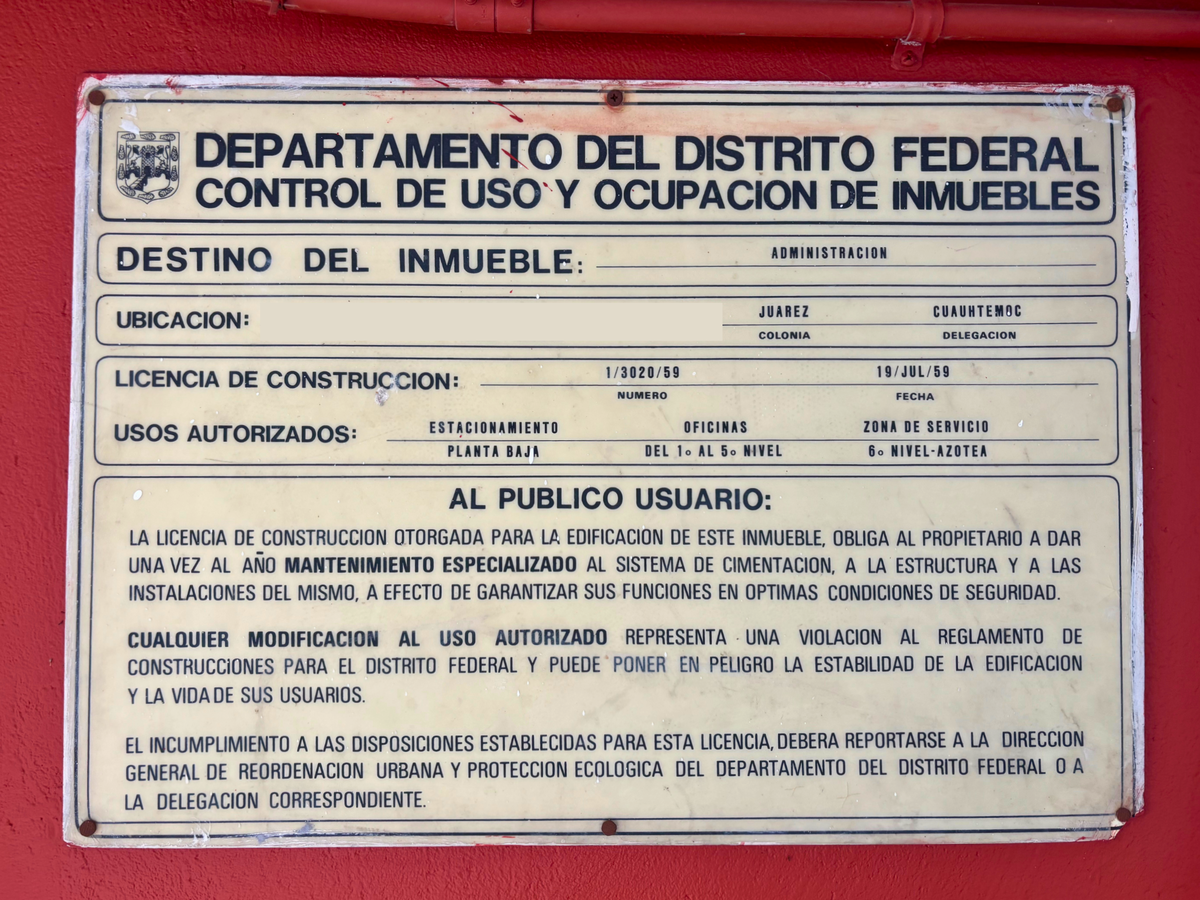 DEPARTAMENTO DEL DISTRITO FEDERAL
CONTROL DE USO Y OCUPACION DE INMUEBLES
DESTINO DEL INMUEBLE: ADMINISTRACION
UBICACION: JUAREZ CUAUHTEMOC
COLONIA DELEGACION
LICENCIA DE CONSTRUCCION: 1/3020/59 19/JUL/59
NUMERO FECHA
USOS AUTORIZADOS: ESTACIONAMIENTO OFICINAS ZONA DE SERVICIO
PLANTA BAJA DEL 1o AL 5o NIVEL 6o NIVEL-AZOTEA
AL PUBLICO USUARIO:
LA LICENCIA DE CONSTRUCCION OTORGADA PARA LA EDIFICACION DE ESTE INMUEBLE, OBLIGA AL PROPIETARIO A DAR
UNA VEZ AL AÑO MANTENIMIENTO ESPECIALIZADO AL SISTEMA DE CIMENTACION, A LA ESTRUCTURA Y A LAS
INSTALACIONES DEL MISMO, A EFECTO DE GARANTIZAR SUS FUNCIONES EN OPTIMAS CONDICIONES DE SEGURIDAD.
CUALQUIER MODIFICACION AL USO AUTORIZADO REPRESENTA UNA VIOLACION AL REGLAMENTO DE
CONSTRUCCIONES PARA EL DISTRITO FEDERAL Y PUEDE PONER EN PELIGRO LA ESTABILIDAD DE LA EDIFICACION
Y LA VIDA DE SUS USUARIOS.
EL INCUMPLIMIENTO A LAS DISPOSICIONES ESTABLECIDAS PARA ESTA LICENCIA, DEBERA REPORTARSE A LA DIRECCION
GENERAL DE REORDENACION URBANA Y PROTECCION ECOLOGICA DEL DEPARTAMENTO DEL DISTRITO FEDERAL O A
LA DELEGACION CORRESPONDIENTE.